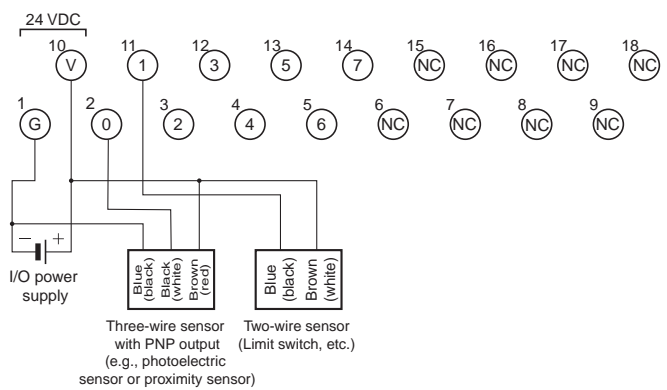 24 VDC
10 11 12 13 14 15 16 17 18
V 1 3 5 7 NC NC NC NC
1 2 3 4 5 6 7 8 9
G 0 2 4 6 NC NC NC NC
− +
I/O power
supply
Blue
(black)
Black
(white)
Brown
(red)
Blue
(black)
Brown
(white)
Three-wire sensor
with PNP output
(e.g., photoelectric
sensor or proximity sensor)
Two-wire sensor
(Limit switch, etc.)